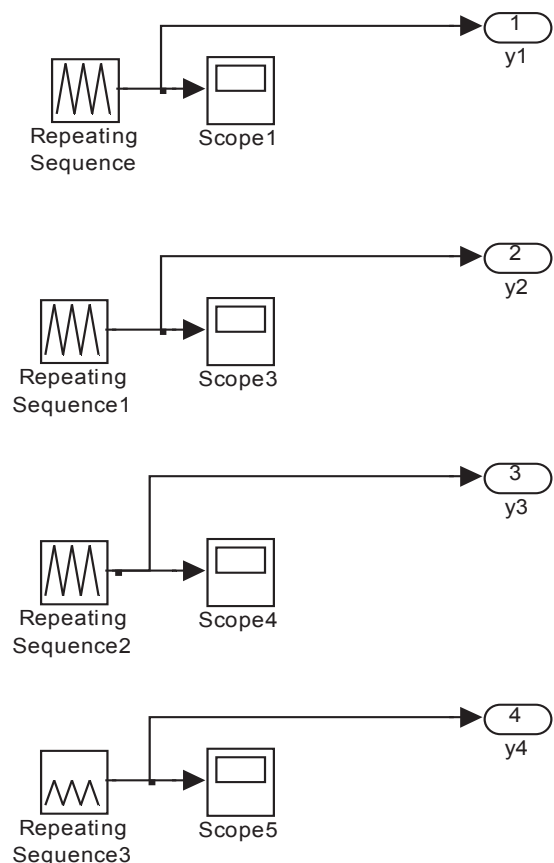 1
y1
Repeating
Sequence
Scope1
2
y2
Repeating
Sequence1
Scope3
3
y3
Repeating
Sequence2
Scope4
4
y4
Repeating
Sequence3
Scope5